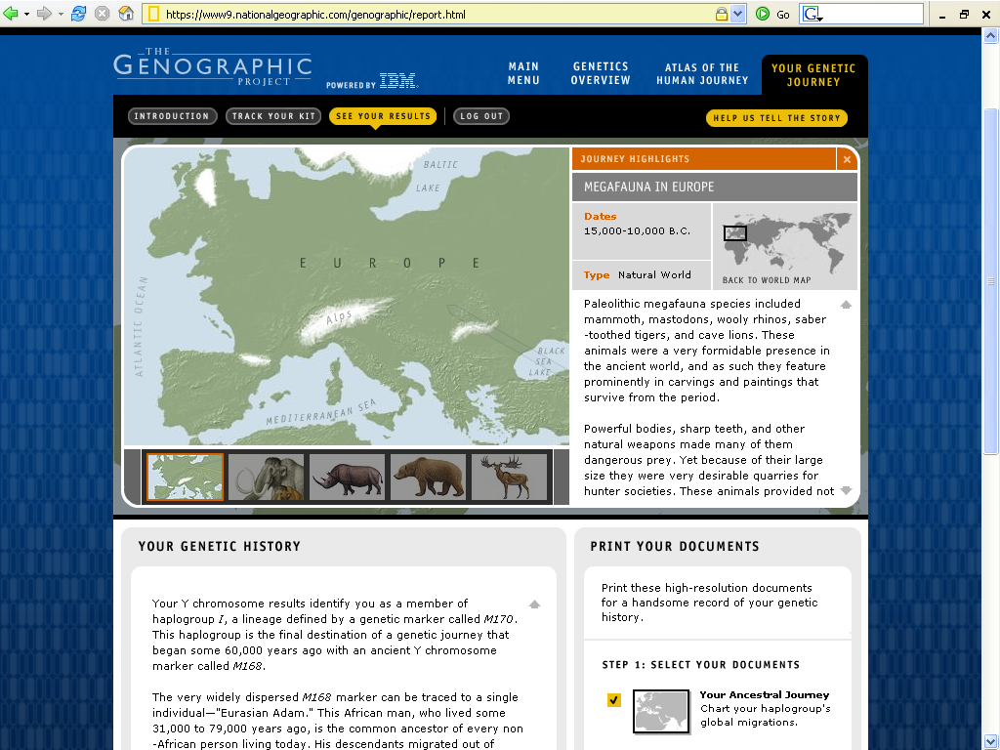 https://www9.nationalgeographic.com/genographic/report.html
Go
G
THE
GENOGRAPHIC
PROJECT
POWERED BY IBM
MAIN
MENU
GENETICS
OVERVIEW
ATLAS OF THE
HUMAN JOURNEY
YOUR GENETIC
JOURNEY
INTRODUCTION
TRACK YOUR KIT
SEE YOUR RESULTS
LOG OUT
HELP US TELL THE STORY
BALTIC
LAKE
EUROPE
ATLANTIC OCEAN
Alps
BLACK
SEA
LAKE
MEDITERRANEAN SEA
JOURNEY HIGHLIGHTS
MEGAFAUNA IN EUROPE
Dates
15,000-10,000 B.C.
Type Natural World
BACK TO WORLD MAP
Paleolithic megafauna species included
mammoth, mastodons, wooly rhinos, saber
-toothed tigers, and cave lions. These
animals were a very formidable presence in
the ancient world, and as such they feature
prominently in carvings and paintings that
survive from the period.
Powerful bodies, sharp teeth, and other
natural weapons made many of them
dangerous prey. Yet because of their large
size they were very desirable quarries for
hunter societies. These animals provided not
YOUR GENETIC HISTORY
Your Y chromosome results identify you as a member of
haplogroup I, a lineage defined by a genetic marker called M170.
This haplogroup is the final destination of a genetic journey that
began some 60,000 years ago with an ancient Y chromosome
marker called M168.
The very widely dispersed M168 marker can be traced to a single
individual—"Eurasian Adam." This African man, who lived some
31,000 to 79,000 years ago, is the common ancestor of every non
-African person living today. His descendants migrated out of
PRINT YOUR DOCUMENTS
Print these high-resolution documents
for a handsome record of your genetic
history.
STEP 1: SELECT YOUR DOCUMENTS
Your Ancestral Journey
Chart your haplogroup's
global migrations.